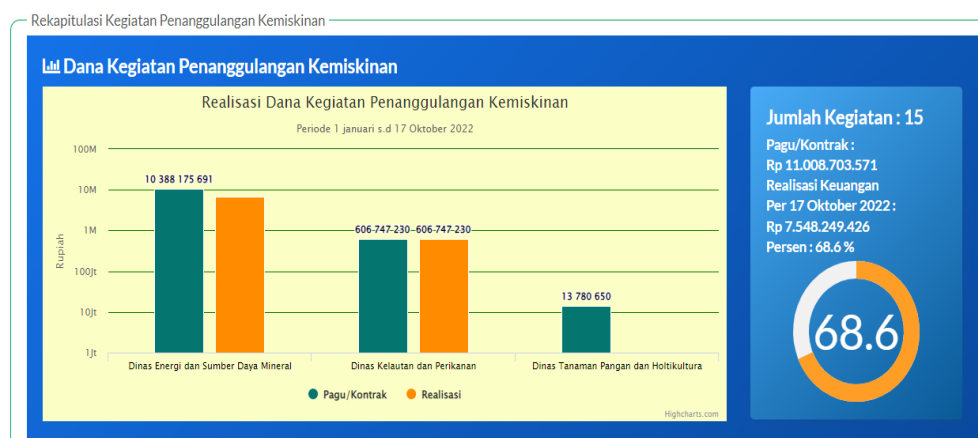 Rekapitulasi Kegiatan Penanggulangan Kemiskinan
Dana Kegiatan Penanggulangan Kemiskinan
Realisasi Dana Kegiatan Penanggulangan Kemiskinan
Periode 1 januari s.d 17 Oktober 2022
Rupiah
100M
10M
1M
100Jt
10Jt
1Jt
10 388 175 691
606 747 230
606 747 230
13 780 650
Dinas Energi dan Sumber Daya Mineral
Dinas Kelautan dan Perikanan
Dinas Tanaman Pangan dan Holtikultura
Pagu/Kontrak
Realisasi
Highcharts.com
Jumlah Kegiatan : 15
Pagu/Kontrak :
Rp 11.008.703.571
Realisasi Keuangan
Per 17 Oktober 2022 :
Rp 7.548.249.426
Persen : 68.6 %
68.6